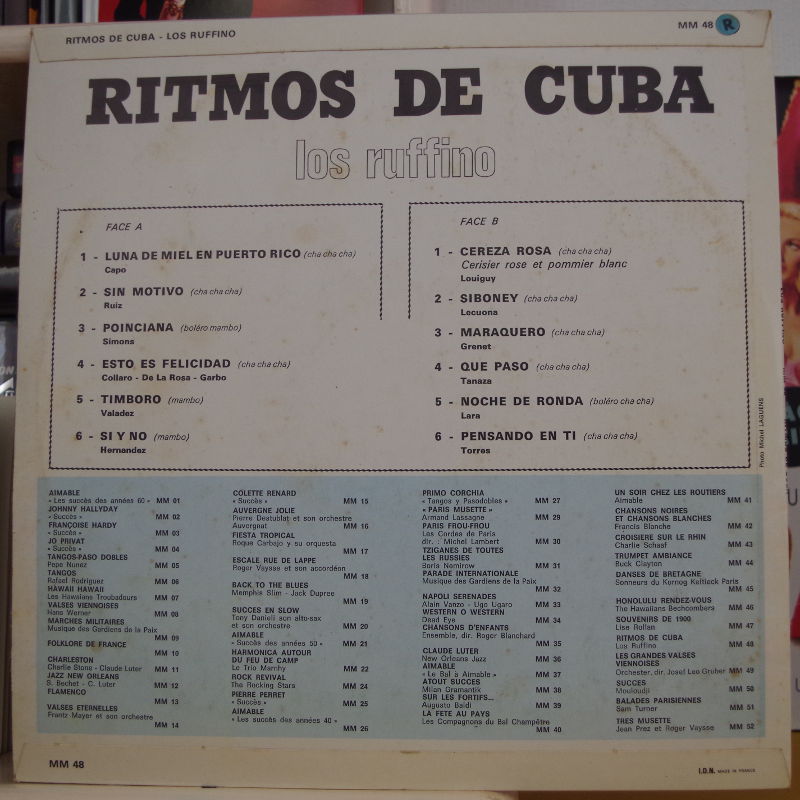 RITMOS DE CUBA - LOS RUFFINO
MM 48 R
RITMOS DE CUBA
los ruffino
FACE A
1 - LUNA DE MIEL EN PUERTO RICO (cha cha cha)
Capo
2 - SIN MOTIVO (cha cha cha)
Ruiz
3 - POINCIANA (boléro mambo)
Simons
4 - ESTO ES FELICIDAD (cha cha cha)
Collaro - De La Rosa - Garbo
5 - TIMBORO (mambo)
Valadez
6 - SI Y NO (mambo)
Hernandez
FACE B
1 - CEREZA ROSA (cha cha cha)
Cerisier rose et pommier blanc
Louiguy
2 - SIBONEY (cha cha cha)
Lecuona
3 - MARAQUERO (cha cha cha)
Grenet
4 - QUE PASO (cha cha cha)
Tanaza
5 - NOCHE DE RONDA (boléro cha cha)
Lara
6 - PENSANDO EN TI (cha cha cha)
Torres
Photo Michel LAGUENS
AIMABLE
« Les succès des années 60 » MM 01
JOHNNY HALLYDAY
« Succès » MM 02
FRANÇOISE HARDY
« Succès » MM 03
JO PRIVAT
« Succès » MM 04
TANGOS-PASO DOBLES
Pepe Nunez MM 05
TANGOS
Rafael Rodriguez MM 06
HAWAII HAWAII
Les Hawaiians Troubadours MM 07
VALSES VIENNOISES
Hans Werner MM 08
MARCHES MILITAIRES
Musique des Gardiens de la Paix
MM 09
FOLKLORE DE FRANCE
MM 10
CHARLESTON
Charlie Stone - Claude Luter MM 11
JAZZ NEW ORLEANS
S. Bechet - C. Luter MM 12
FLAMENCO
MM 13
VALSES ETERNELLES
Frantz Mayer et son orchestre
MM 14
COLETTE RENARD
« Succès » MM 15
AUVERGNE JOLIE
Pierre Destublat et son orchestre
Auvergnat MM 16
FIESTA TROPICAL
Roque Carbajo y su orquesta
MM 17
ESCALE RUE DE LAPPE
Roger Vaysse et son accordéon
MM 18
BACK TO THE BLUES
Memphis Slim - Jack Dupree
MM 19
SUCCES EN SLOW
Tony Danieli son alto-sax
et son orchestre MM 20
AIMABLE
« Succès des années 50 » MM 21
HARMONICA AUTOUR
DU FEU DE CAMP
Le Trio Marrihy MM 22
ROCK REVIVAL
The Rocking Stars MM 24
PIERRE PERRET
« Succès » MM 25
AIMABLE
« Les succès des années 40 »
MM 26
PRIMO CORCHIA
« Tangos y Pasodobles » MM 27
« PARIS MUSETTE »
Armand Lassagne MM 29
PARIS FROU-FROU
Les Cordes de Paris
dir. : Michel Lambert MM 30
TZIGANES DE TOUTES
LES RUSSIES
Boris Nomirow MM 31
PARADE INTERNATIONALE
Musique des Gardiens de la Paix
MM 32
NAPOLI SERENADES
Alain Vanzo - Ugo Ugaro MM 33
WESTERN O WESTERN
Dead Eye MM 34
CHANSONS D'ENFANTS
Ensemble, dir. Roger Blanchard
MM 35
CLAUDE LUTER
New Orleans Jazz MM 36
AIMABLE
« Le Bal à Aimable » MM 37
ATOUT SUCCES
Milan Gramantik MM 38
SUR LES FORTIFS...
Augusto Baldi MM 39
LA FETE AU PAYS
Les Compagnons du Bal Champêtre
MM 40
UN SOIR CHEZ LES ROUTIERS
Aimable MM 41
CHANSONS NOIRES
ET CHANSONS BLANCHES
Francis Blanche MM 42
CROISIERE SUR LE RHIN
Charlie Schaaf MM 43
TRUMPET AMBIANCE
Buck Clayton MM 44
DANSES DE BRETAGNE
Sonneurs du Kornog Keltieck Paris
MM 45
HONOLULU RENDEZ-VOUS
The Hawaiians Bechcombera MM 46
SOUVENIRS DE 1900
Lise Rollan MM 47
RITMOS DE CUBA
Los Ruffino MM 48
LES GRANDES VALSES
VIENNOISES
Orchester, dir. Josef Leo Gruber MM 49
SUCCES
Mouloudji MM 50
BALADES PARISIENNES
Sam Turner MM 51
TRES MUSETTE
Jean Prez et Roger Vaysse MM 52
MM 48
I.D.N. MADE IN FRANCE